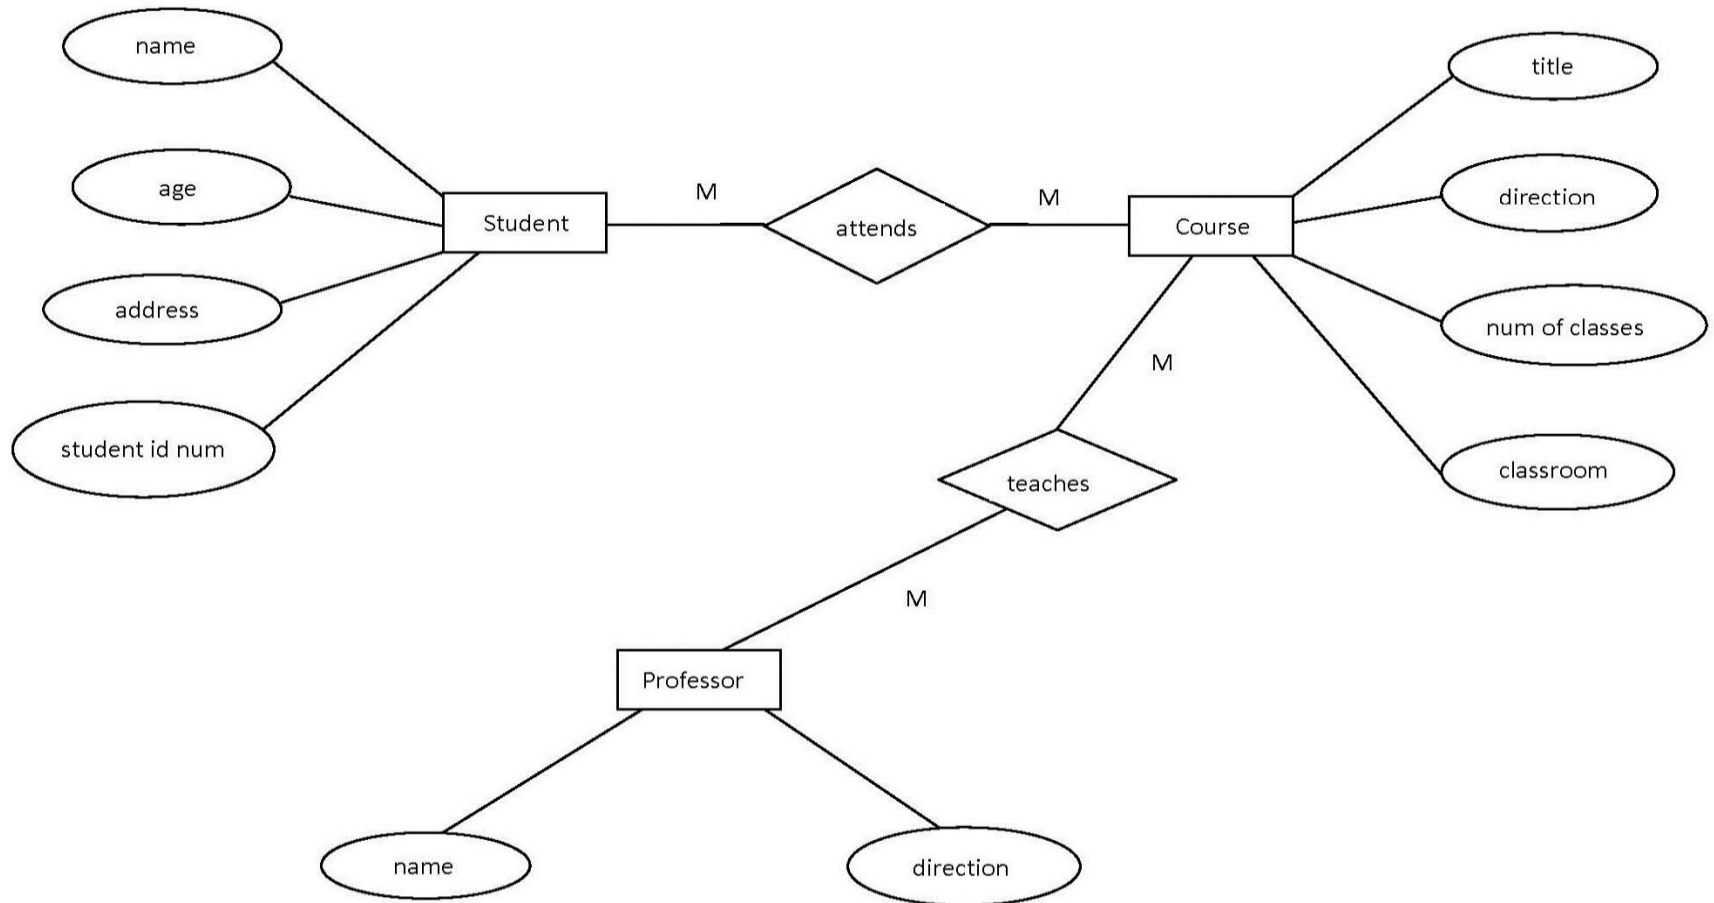 name
title
age
M
M
direction
Student
attends
Course
address
num of classes
M
student id num
classroom
teaches
M
Professor
name
direction